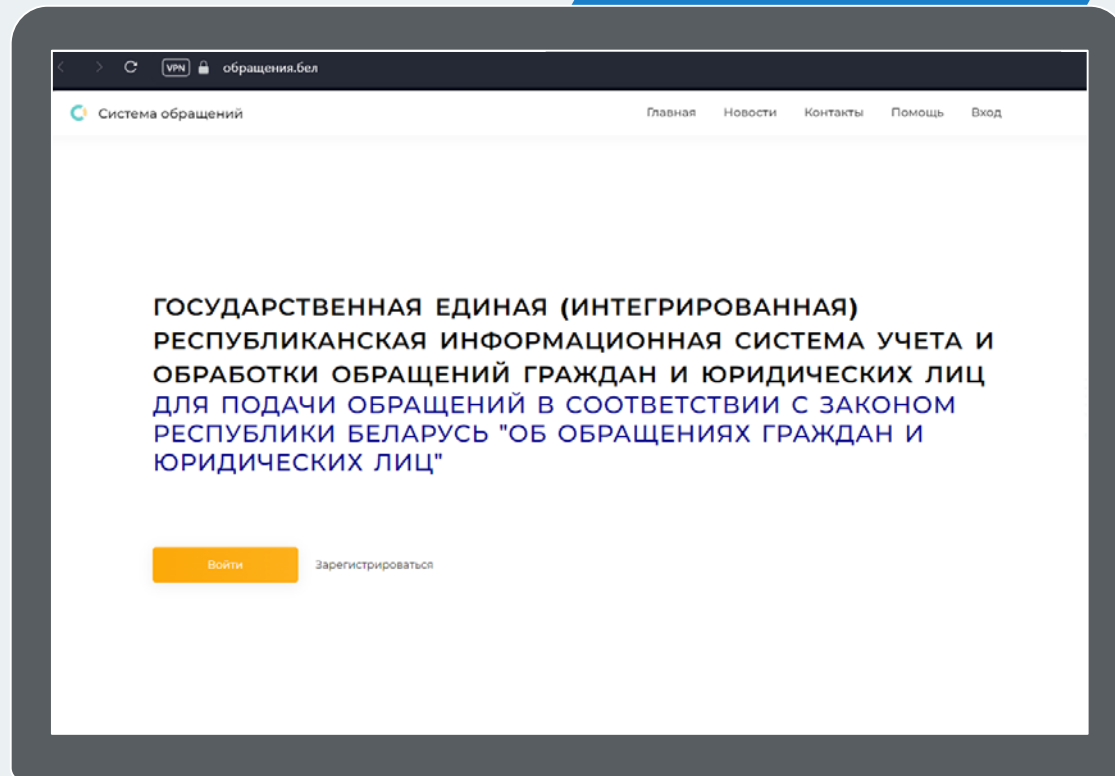 VPN обращения.бел
Система обращений Главная Новости Контакты Помощь Вход
ГОСУДАРСТВЕННАЯ ЕДИНАЯ (ИНТЕГРИРОВАННАЯ)
РЕСПУБЛИКАНСКАЯ ИНФОРМАЦИОННАЯ СИСТЕМА УЧЕТА И
ОБРАБОТКИ ОБРАЩЕНИЙ ГРАЖДАН И ЮРИДИЧЕСКИХ ЛИЦ
ДЛЯ ПОДАЧИ ОБРАЩЕНИЙ В СООТВЕТСТВИИ С ЗАКОНОМ
РЕСПУБЛИКИ БЕЛАРУСЬ "ОБ ОБРАЩЕНИЯХ ГРАЖДАН И
ЮРИДИЧЕСКИХ ЛИЦ"
Войти Зарегистрироваться